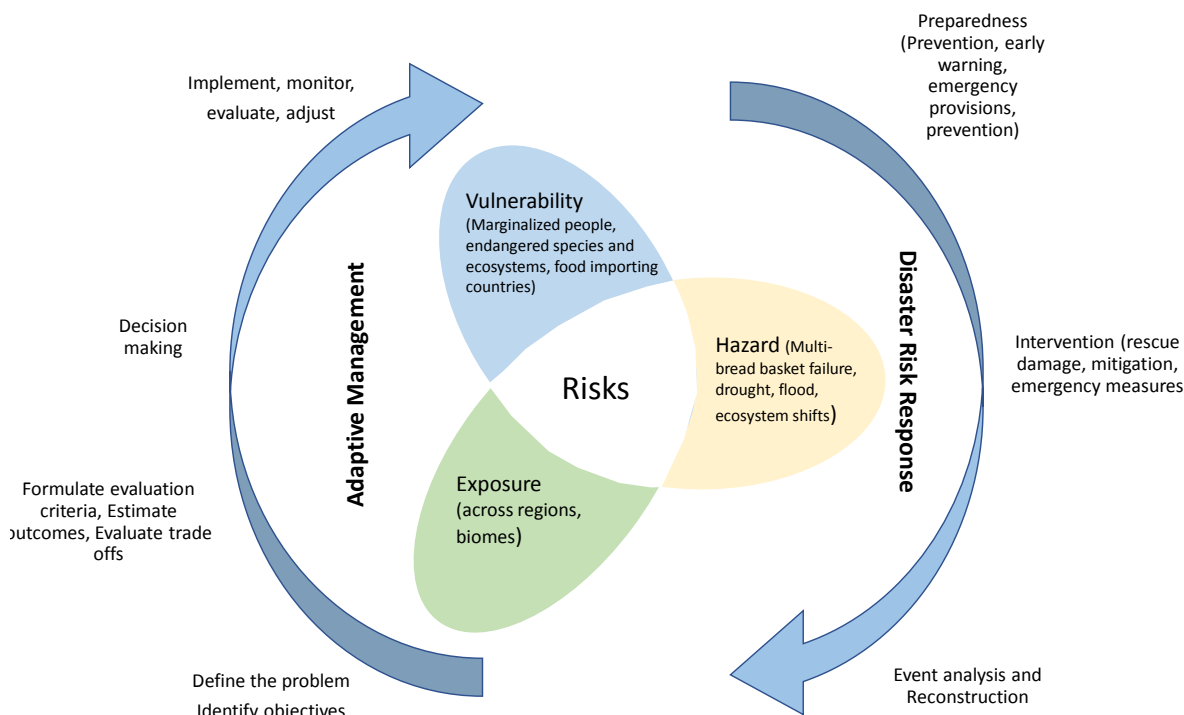 Preparedness
(Prevention, early
warning,
emergency
provisions,
prevention)
Implement, monitor,
evaluate, adjust
Vulnerability
(Marginalized people,
endangered species and
ecosystems, food importing
countries)
Adaptive Management
Disaster Risk Response
Decision
making
Hazard (Multi-
bread basket failure,
drought, flood,
ecosystem shifts)
Intervention (rescue
damage, mitigation,
emergency measures
Risks
Exposure
(across regions,
biomes)
Formulate evaluation
criteria, Estimate
outcomes, Evaluate trade
offs
Define the problem
Identify objectives
Event analysis and
Reconstruction